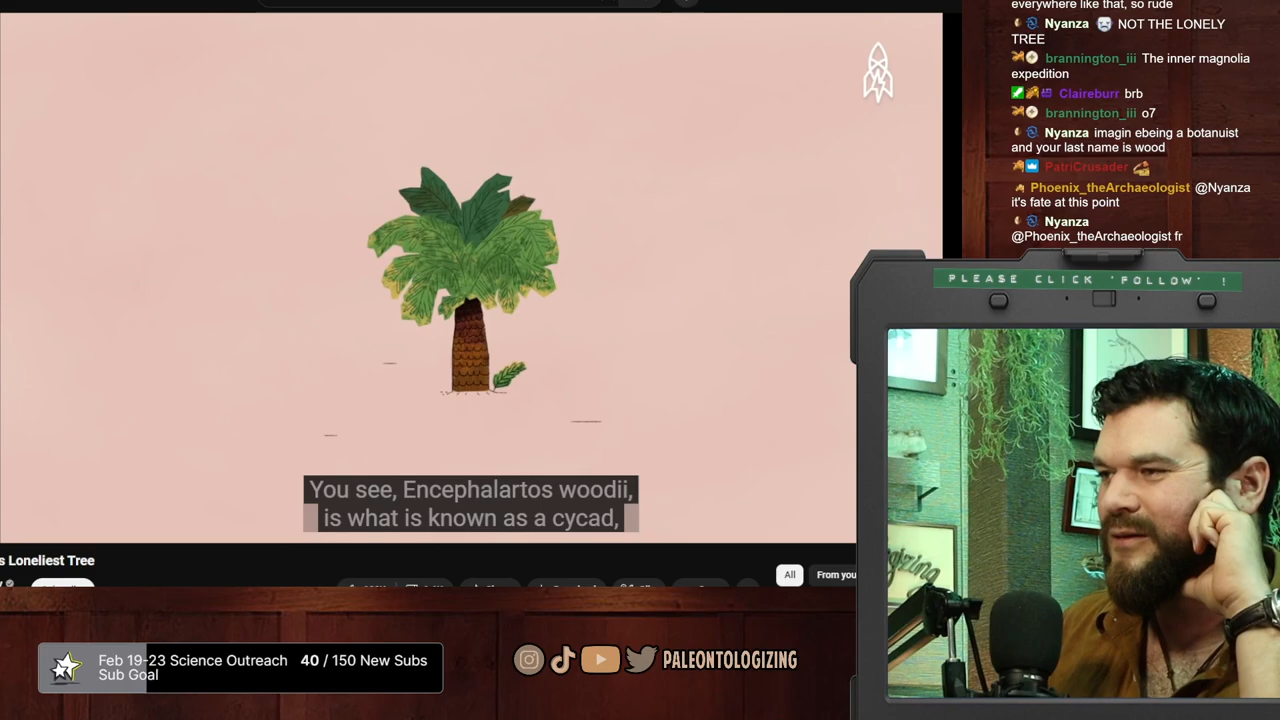 everywhere like that, so rude
Nyanza NOT THE LONELY
TREE
brannington_iii The inner magnolia
expedition
Claireburr brb
brannington_iii o7
Nyanza imagin ebeing a botanuist
and your last name is wood
PatriCrusader
Phoenix_theArchaeologist @Nyanza
it's fate at this point
Nyanza
@Phoenix_theArchaeologist fr
PLEASE CLICK 'FOLLOW' !
You see, Encephalartos woodii,
is what is known as a cycad,
s Loneliest Tree
All From you
Feb 19-23 Science Outreach 40 / 150 New Subs
Sub Goal
PALEONTOLOGIZING